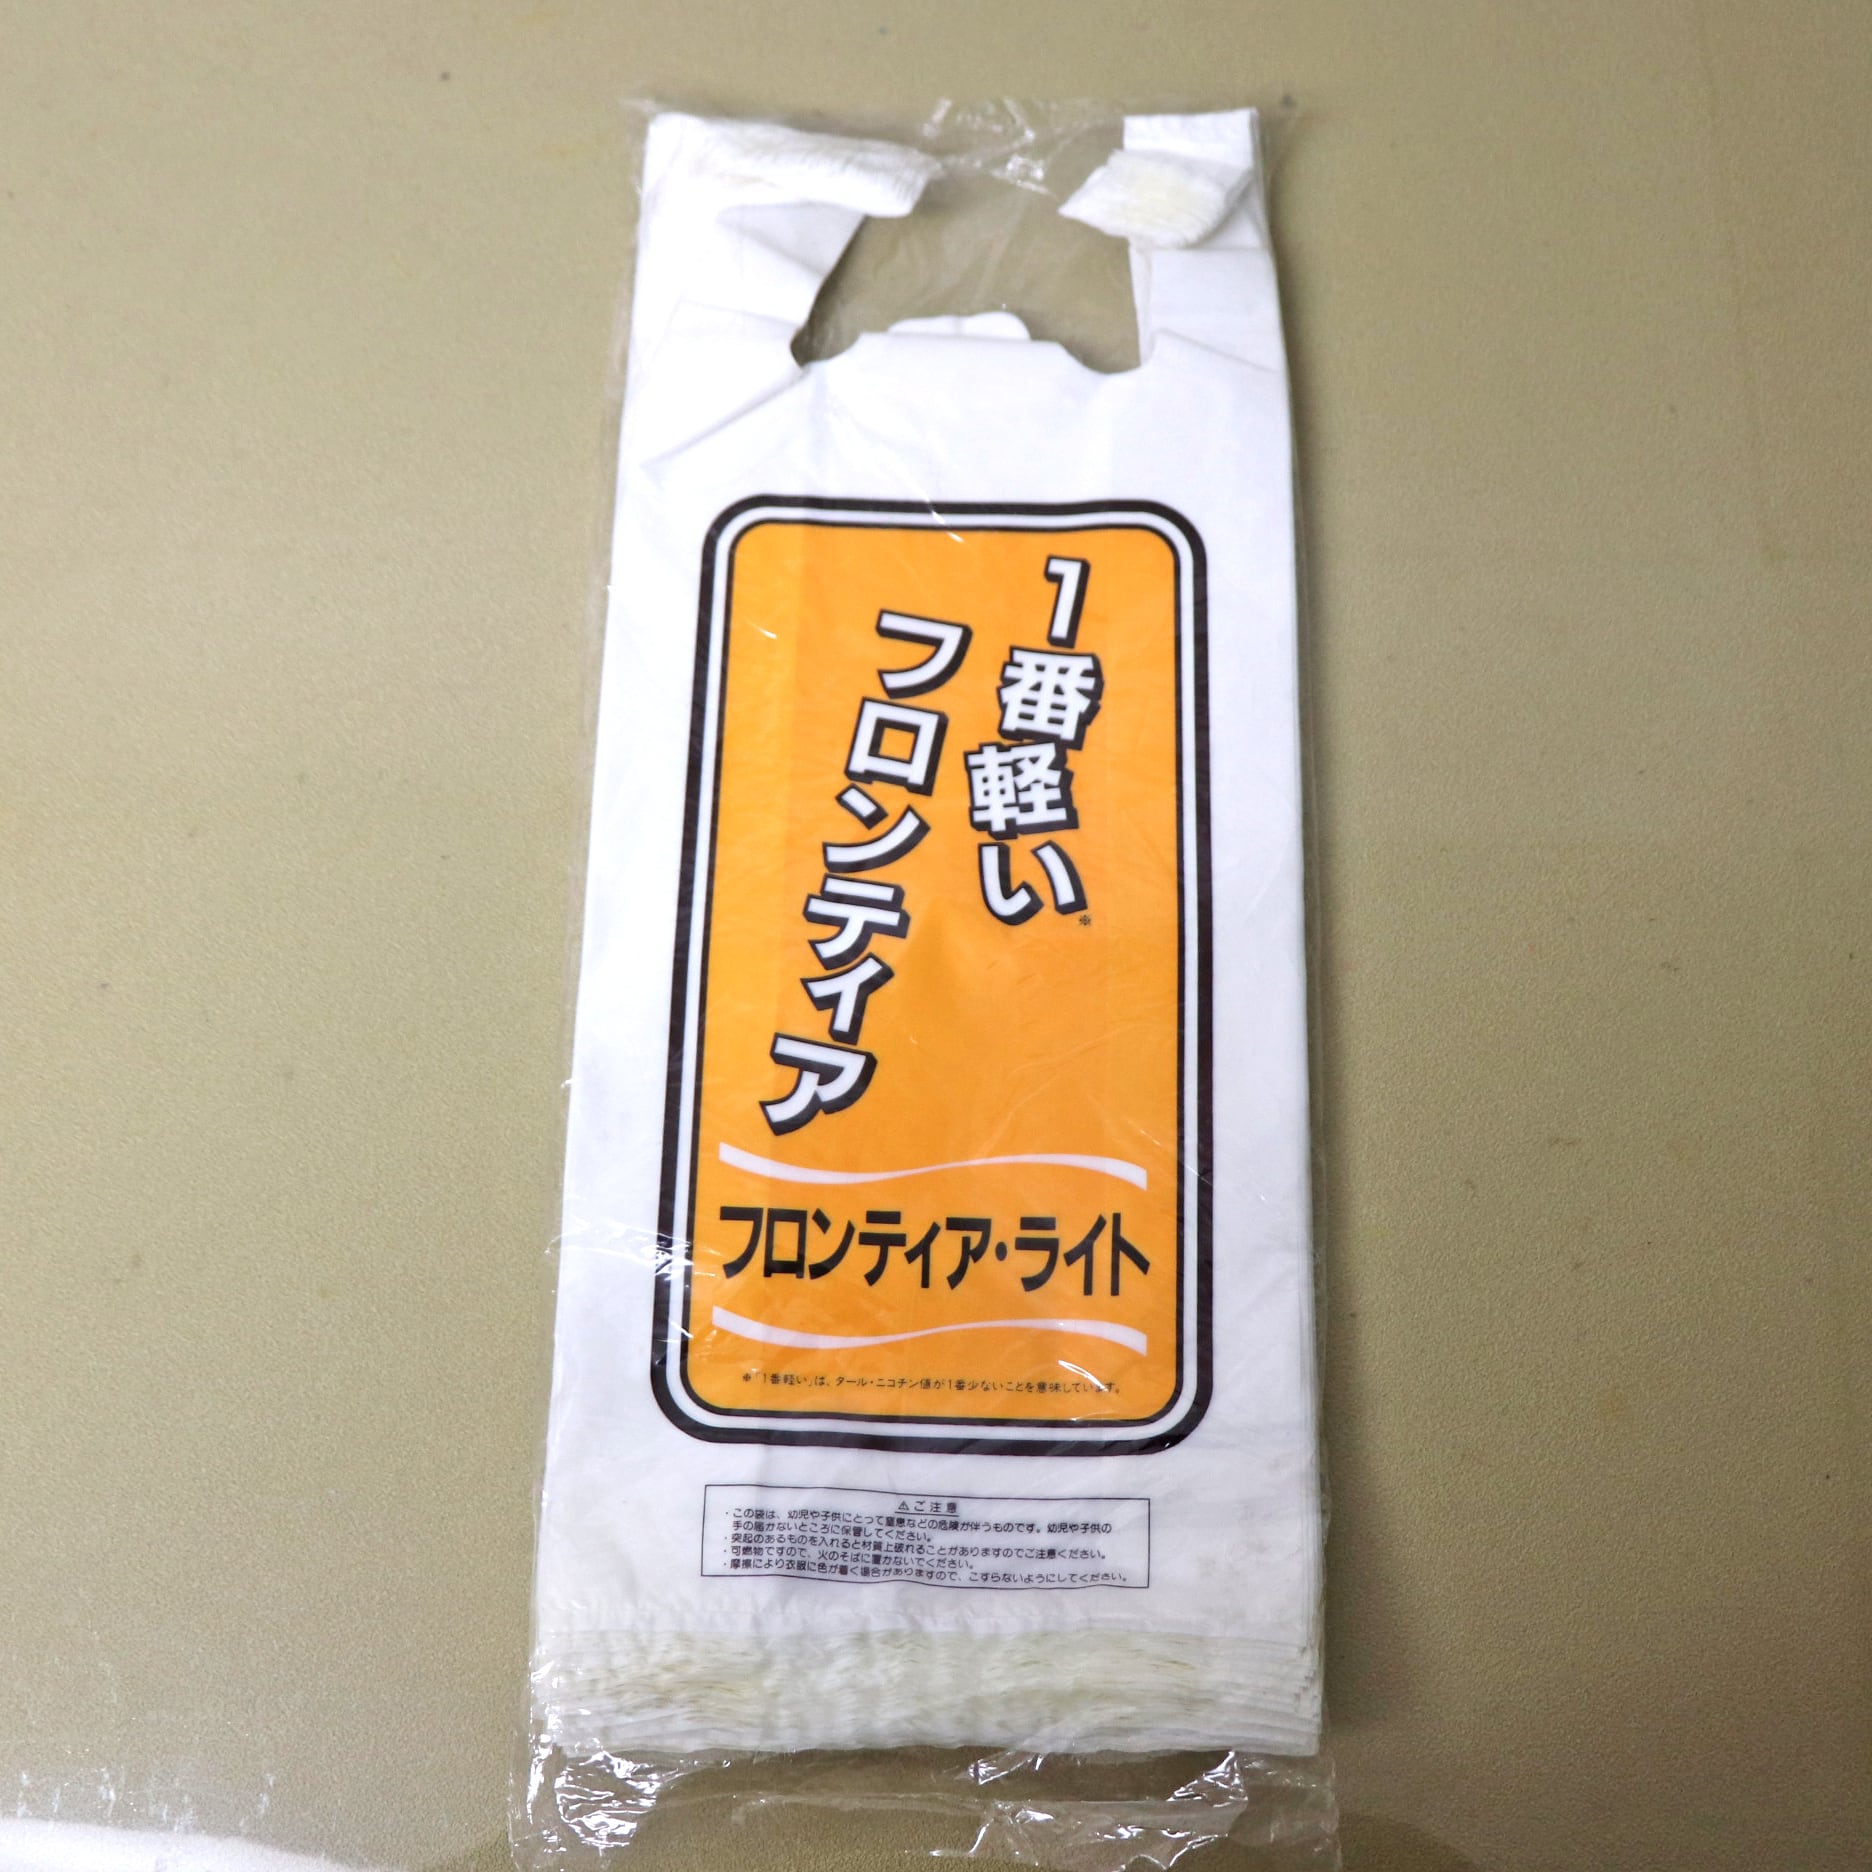 1番軽い※
フロンティア
フロンティア・ライト
※「1番軽い」は、タール・ニコチン値が1番少ないことを意味しています。
⚠ご注意
・この袋は、幼児や子供にとって窒息などの危険が伴うものです。幼児や子供の
手の届かないところに保管してください。
・突起のあるものを入れると材質上破れることがありますのでご注意ください。
・可燃物ですので、火のそばに置かないでください。
・摩擦により衣服に色が着く場合がありますので、こすらないようにしてください。